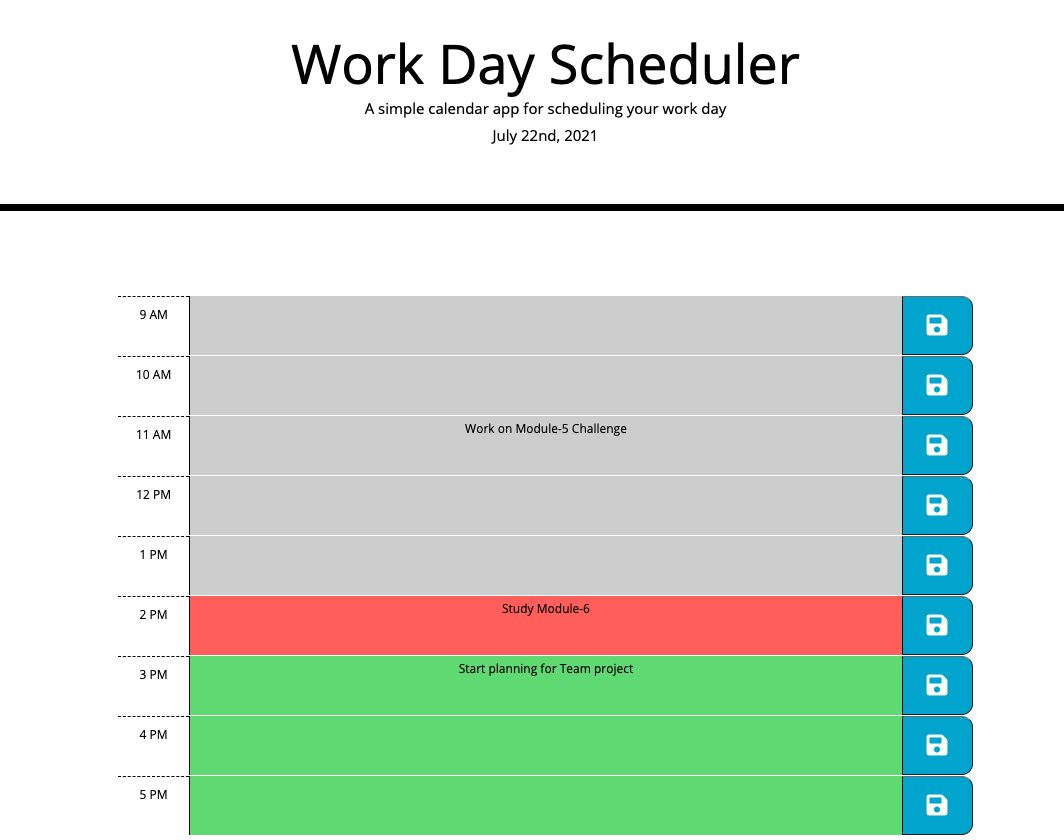 Work Day Scheduler
A simple calendar app for scheduling your work day
July 22nd, 2021
9 AM
10 AM
11 AM
Work on Module-5 Challenge
12 PM
1 PM
2 PM
Study Module-6
3 PM
Start planning for Team project
4 PM
5 PM